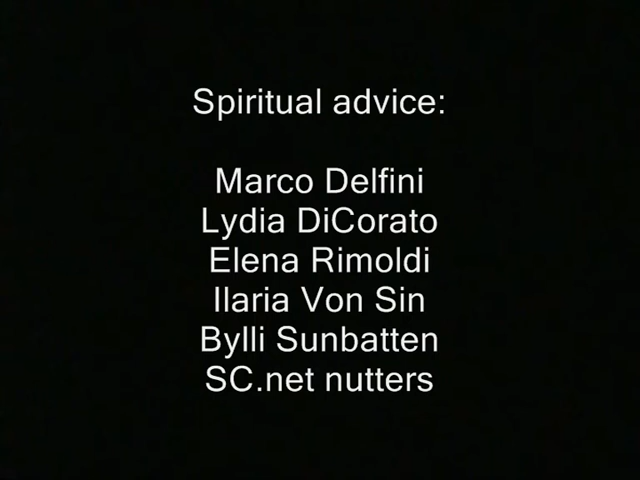 Spiritual advice:
Marco Delfini
Lydia DiCorato
Elena Rimoldi
Ilaria Von Sin
Bylli Sunbatten
SC.net nutters